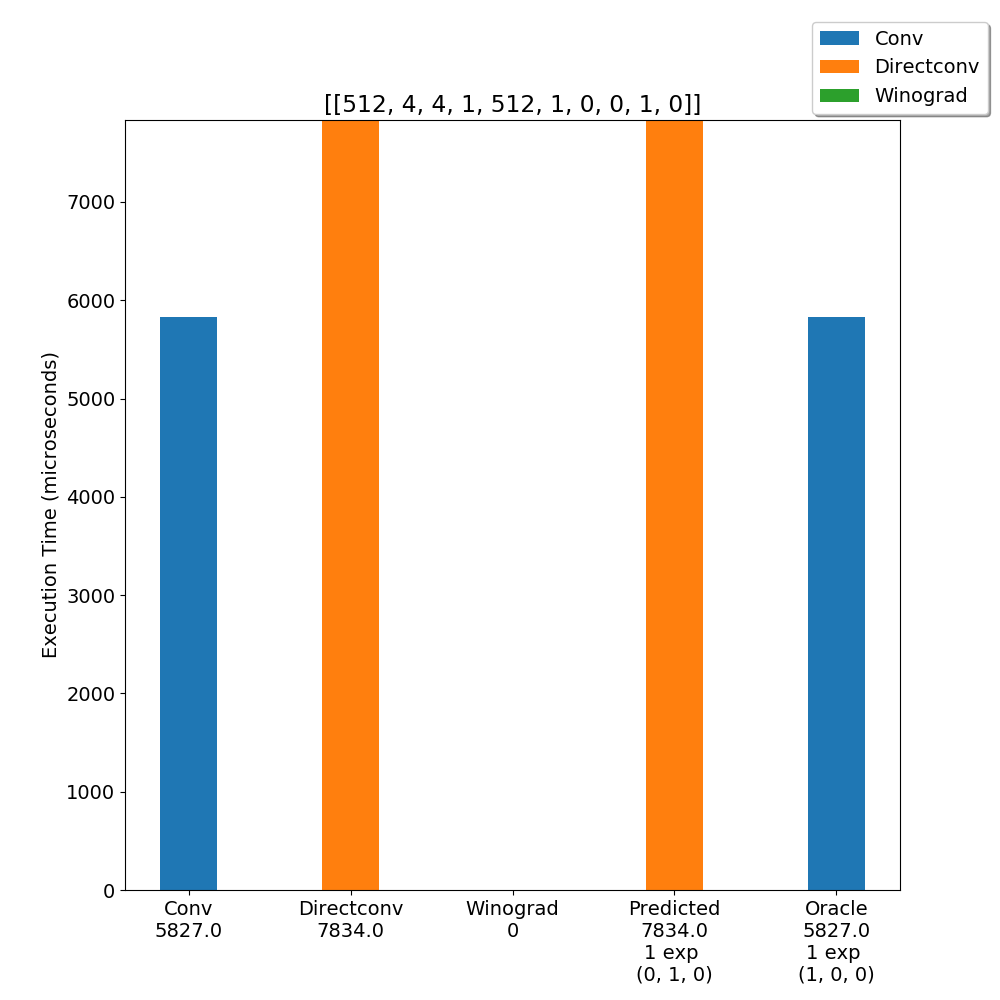 Conv
Directconv
Winograd
[[512, 4, 4, 1, 512, 1, 0, 0, 1, 0]]
Execution Time (microseconds)
7000
6000
5000
4000
3000
2000
1000
0
Conv
5827.0
Directconv
7834.0
Winograd
0
Predicted
7834.0
1 exp
(0, 1, 0)
Oracle
5827.0
1 exp
(1, 0, 0)